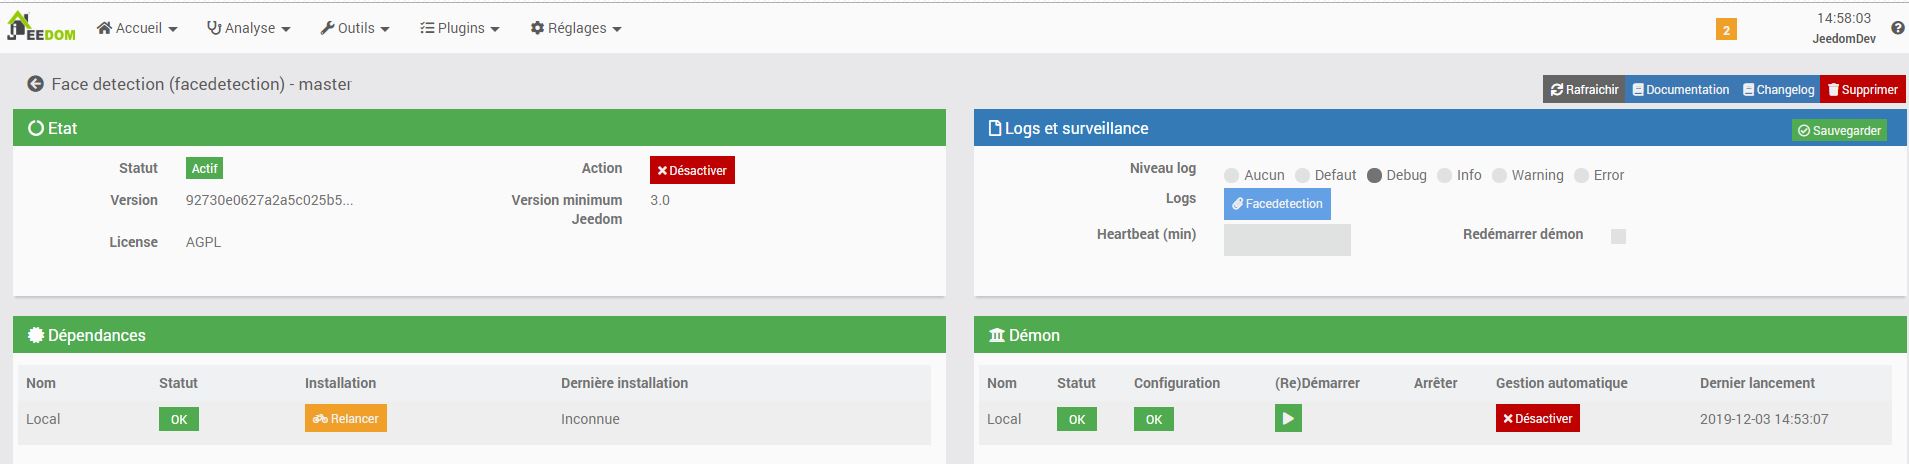 JEEDOM Accueil Analyse Outils Plugins Réglages 2 14:58:03
JeedomDev
Face detection (facedetection) - master
Rafraichir Documentation Changelog Supprimer
Etat
Statut Actif Action Désactiver
Version 92730e0627a2a5c025b5... Version minimum Jeedom 3.0
License AGPL
Logs et surveillance Sauvegarder
Niveau log Aucun Defaut Debug Info Warning Error
Logs Facedetection
Heartbeat (min) Redémarrer démon
Dépendances
Nom Statut Installation Dernière installation
Local OK Relancer Inconnue
Démon
Nom Statut Configuration (Re)Démarrer Arrêter Gestion automatique Dernier lancement
Local OK OK Désactiver 2019-12-03 14:53:07